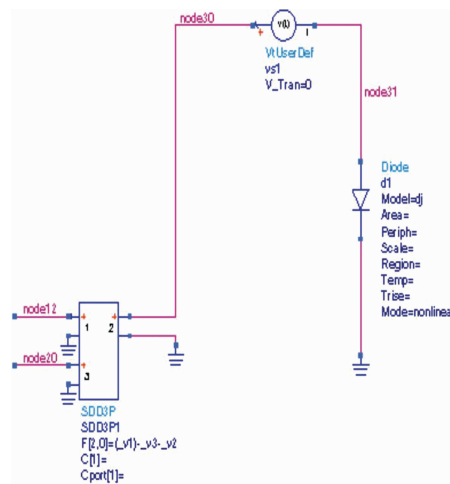 node30
v(t)
+
VtUserDef
vs1
V_Tran=0
node31
Diode
d1
Model=dj
Area=
Periph=
Scale=
Region=
Temp=
Trise=
Mode=nonlinea
node12
+ +
1 2
node20
+
3
SDD3P
SDD3P1
F[2,0]=(_v1)-_v3-_v2
C[1]=
Cport[1]=